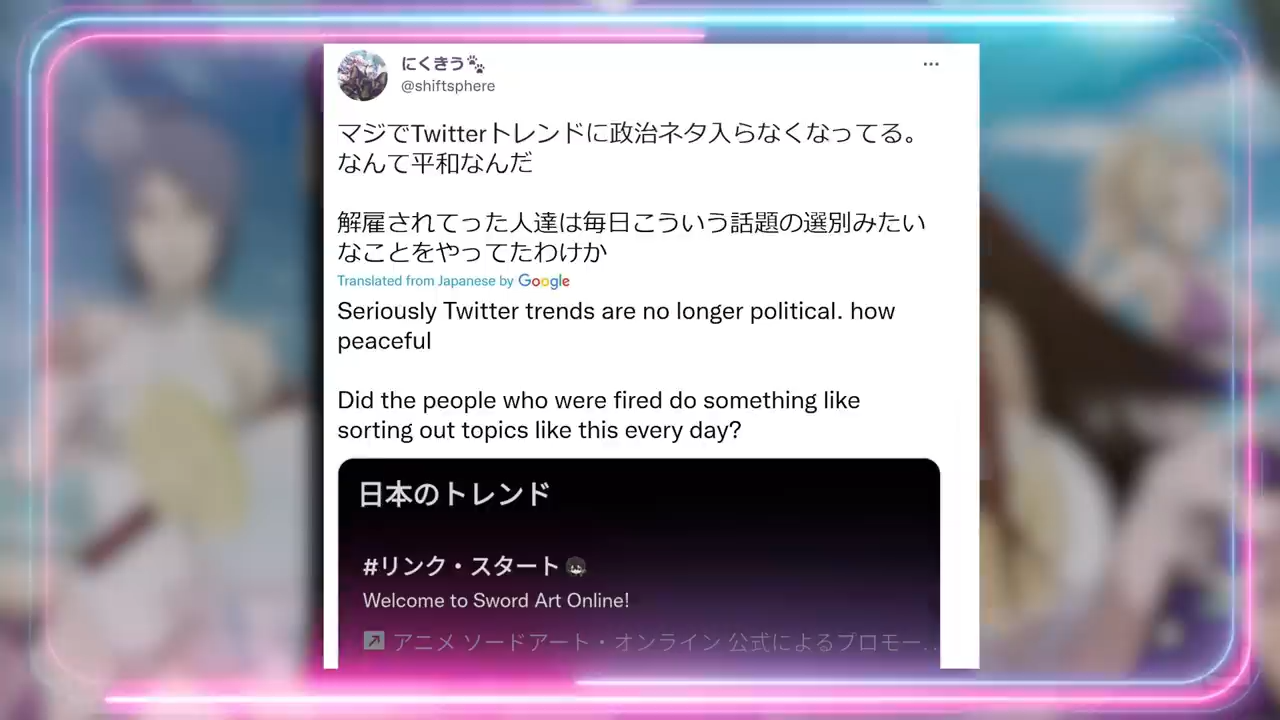 にくきう🐾
@shiftsphere
マジでTwitterトレンドに政治ネタ入らなくなってる。
なんて平和なんだ
解雇されてった人達は毎日こういう話題の選別みたい
なことをやってたわけか
Translated from Japanese by Google
Seriously Twitter trends are no longer political. how
peaceful
Did the people who were fired do something like
sorting out topics like this every day?
日本のトレンド
#リンク・スタート
Welcome to Sword Art Online!
アニメ ソードアート・オンライン 公式によるプロモー...